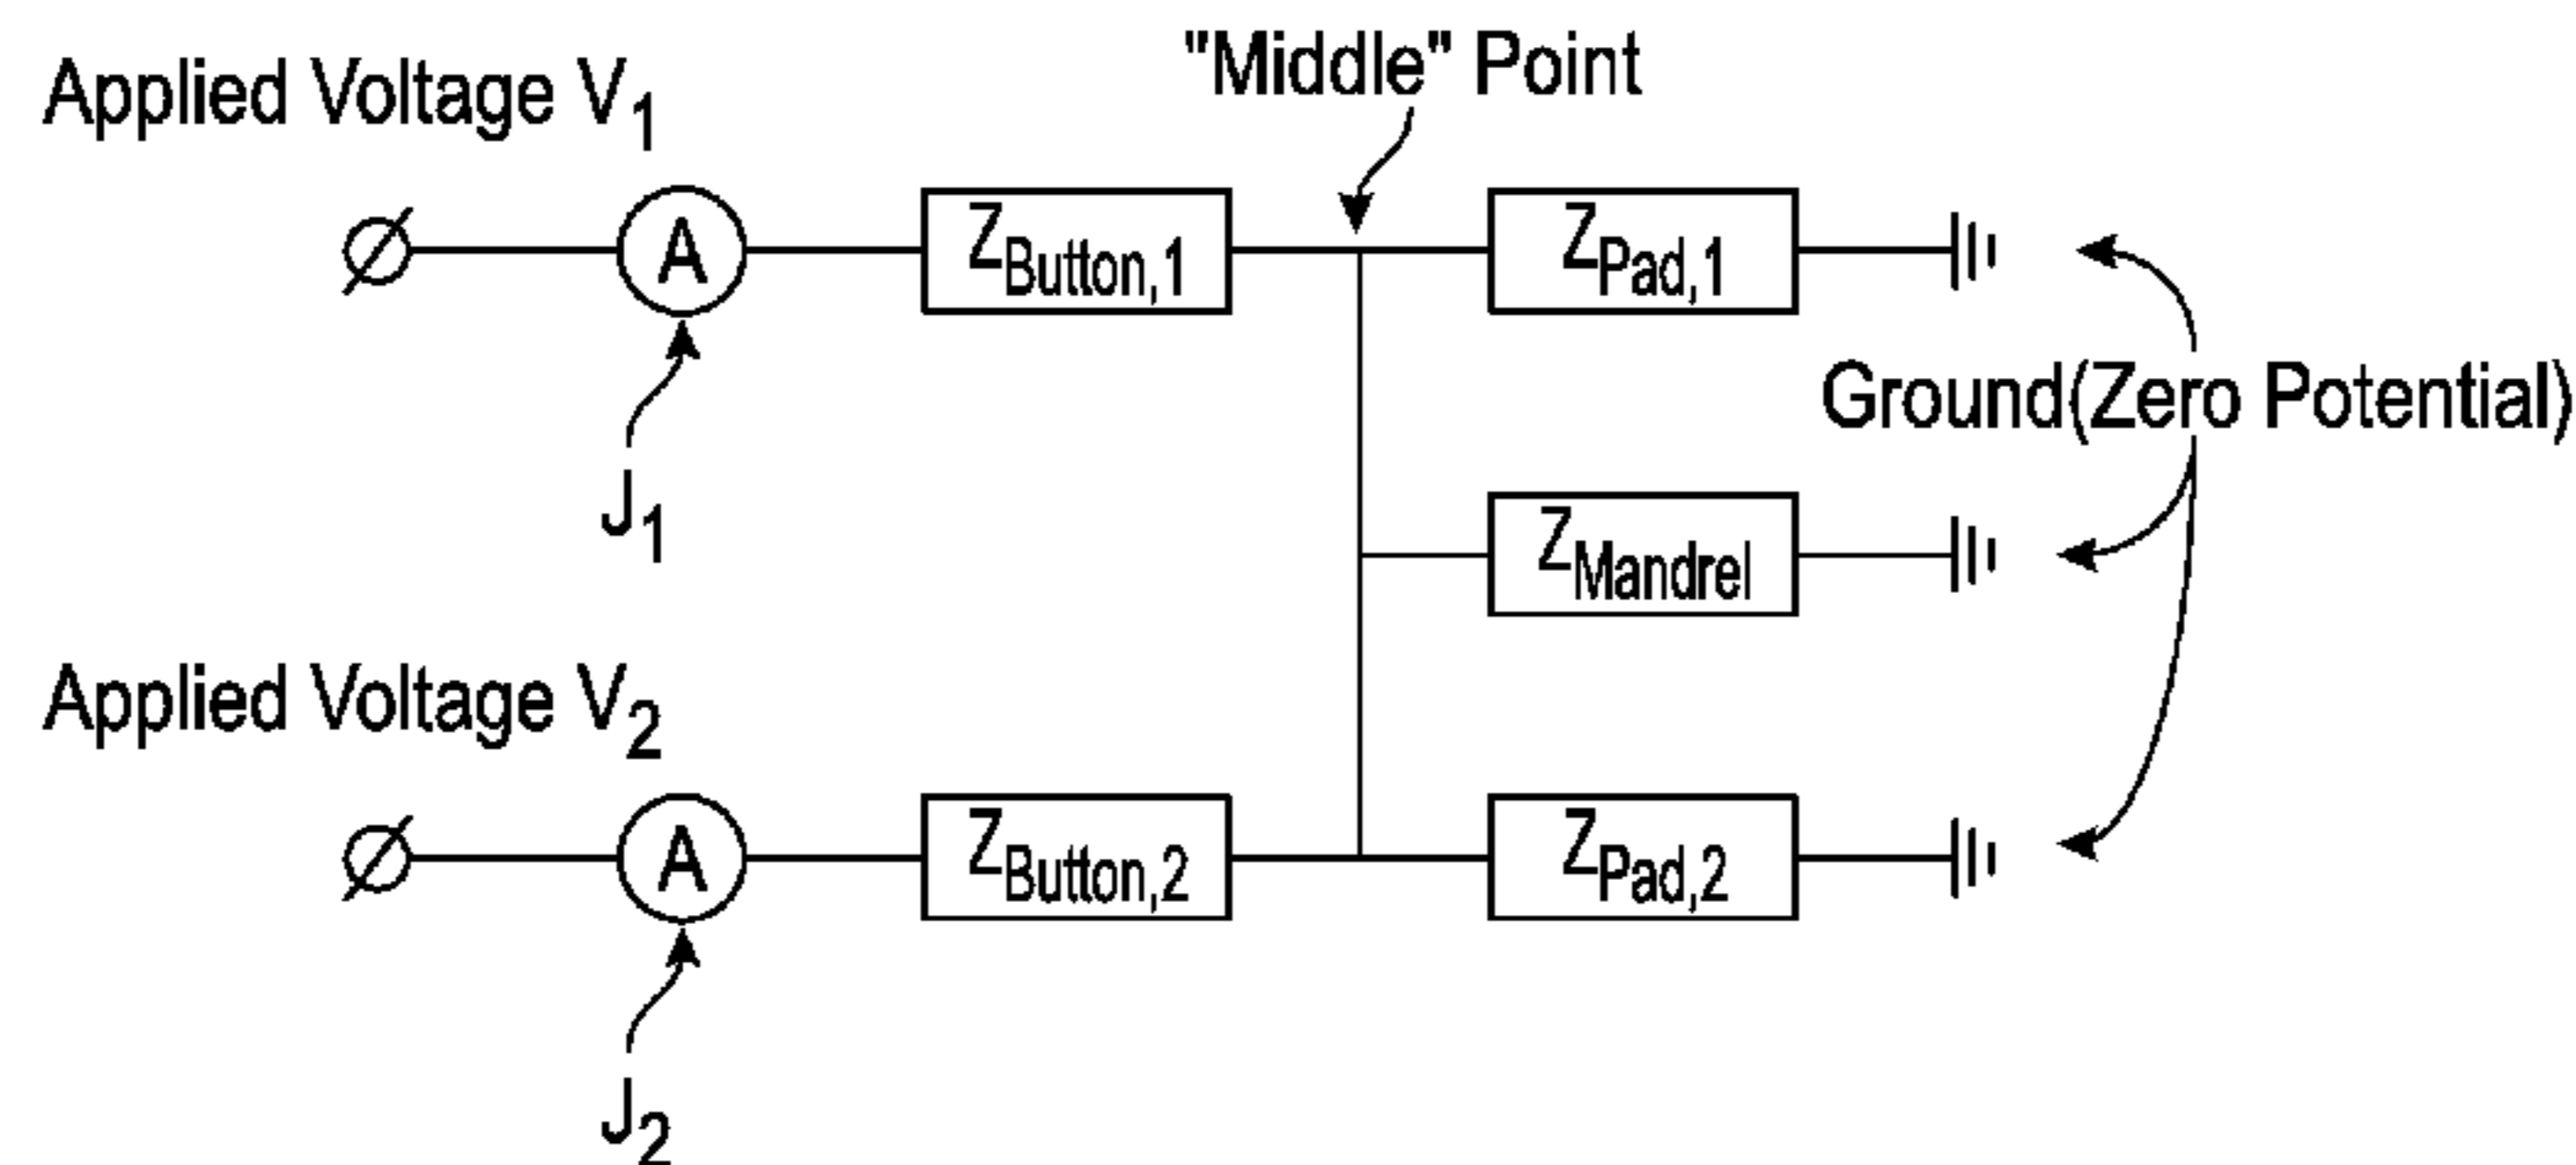 "Middle" Point
Applied Voltage V1
A
ZButton,1
ZPad,1
J1
Ground(Zero Potential)
ZMandrel
Applied Voltage V2
A
ZButton,2
ZPad,2
J2